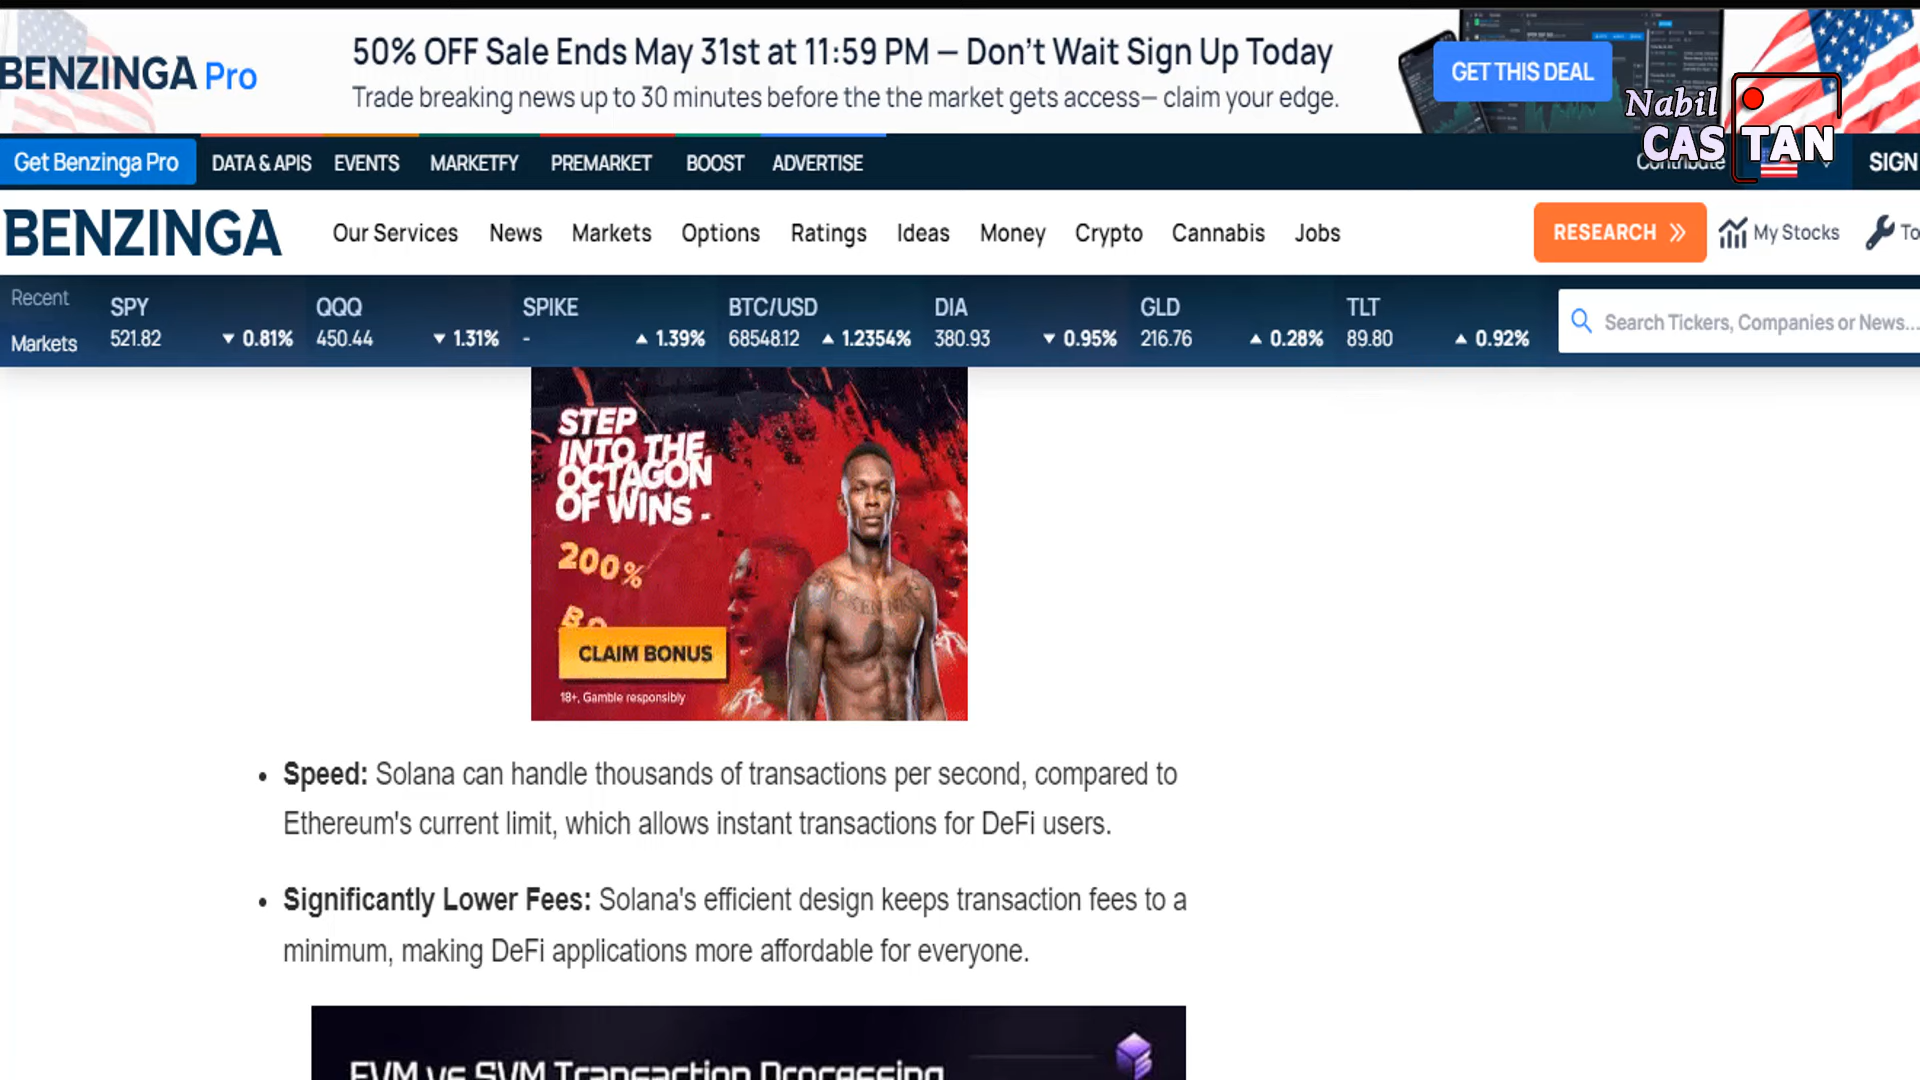 BENZINGA Pro
50% OFF Sale Ends May 31st at 11:59 PM – Don't Wait Sign Up Today
Trade breaking news up to 30 minutes before the the market gets access— claim your edge.
GET THIS DEAL
Nabil
CASTAN
Get Benzinga Pro DATA & APIS EVENTS MARKETFY PREMARKET BOOST ADVERTISE Contribute SIGN
BENZINGA Our Services News Markets Options Ratings Ideas Money Crypto Cannabis Jobs RESEARCH My Stocks To
Recent
Markets
SPY
521.82 ▼ 0.81%
QQQ
450.44 ▼ 1.31%
SPIKE
- ▲ 1.39%
BTC/USD
68548.12 ▲ 1.2354%
DIA
380.93 ▼ 0.95%
GLD
216.76 ▲ 0.28%
TLT
89.80 ▲ 0.92%
Search Tickers, Companies or News...
STEP
INTO THE
OCTAGON
OF WINS -
200%
CLAIM BONUS
18+, Gamble responsibly
• Speed: Solana can handle thousands of transactions per second, compared to
Ethereum's current limit, which allows instant transactions for DeFi users.
• Significantly Lower Fees: Solana's efficient design keeps transaction fees to a
minimum, making DeFi applications more affordable for everyone.
EVM vs SVM Transaction Processing